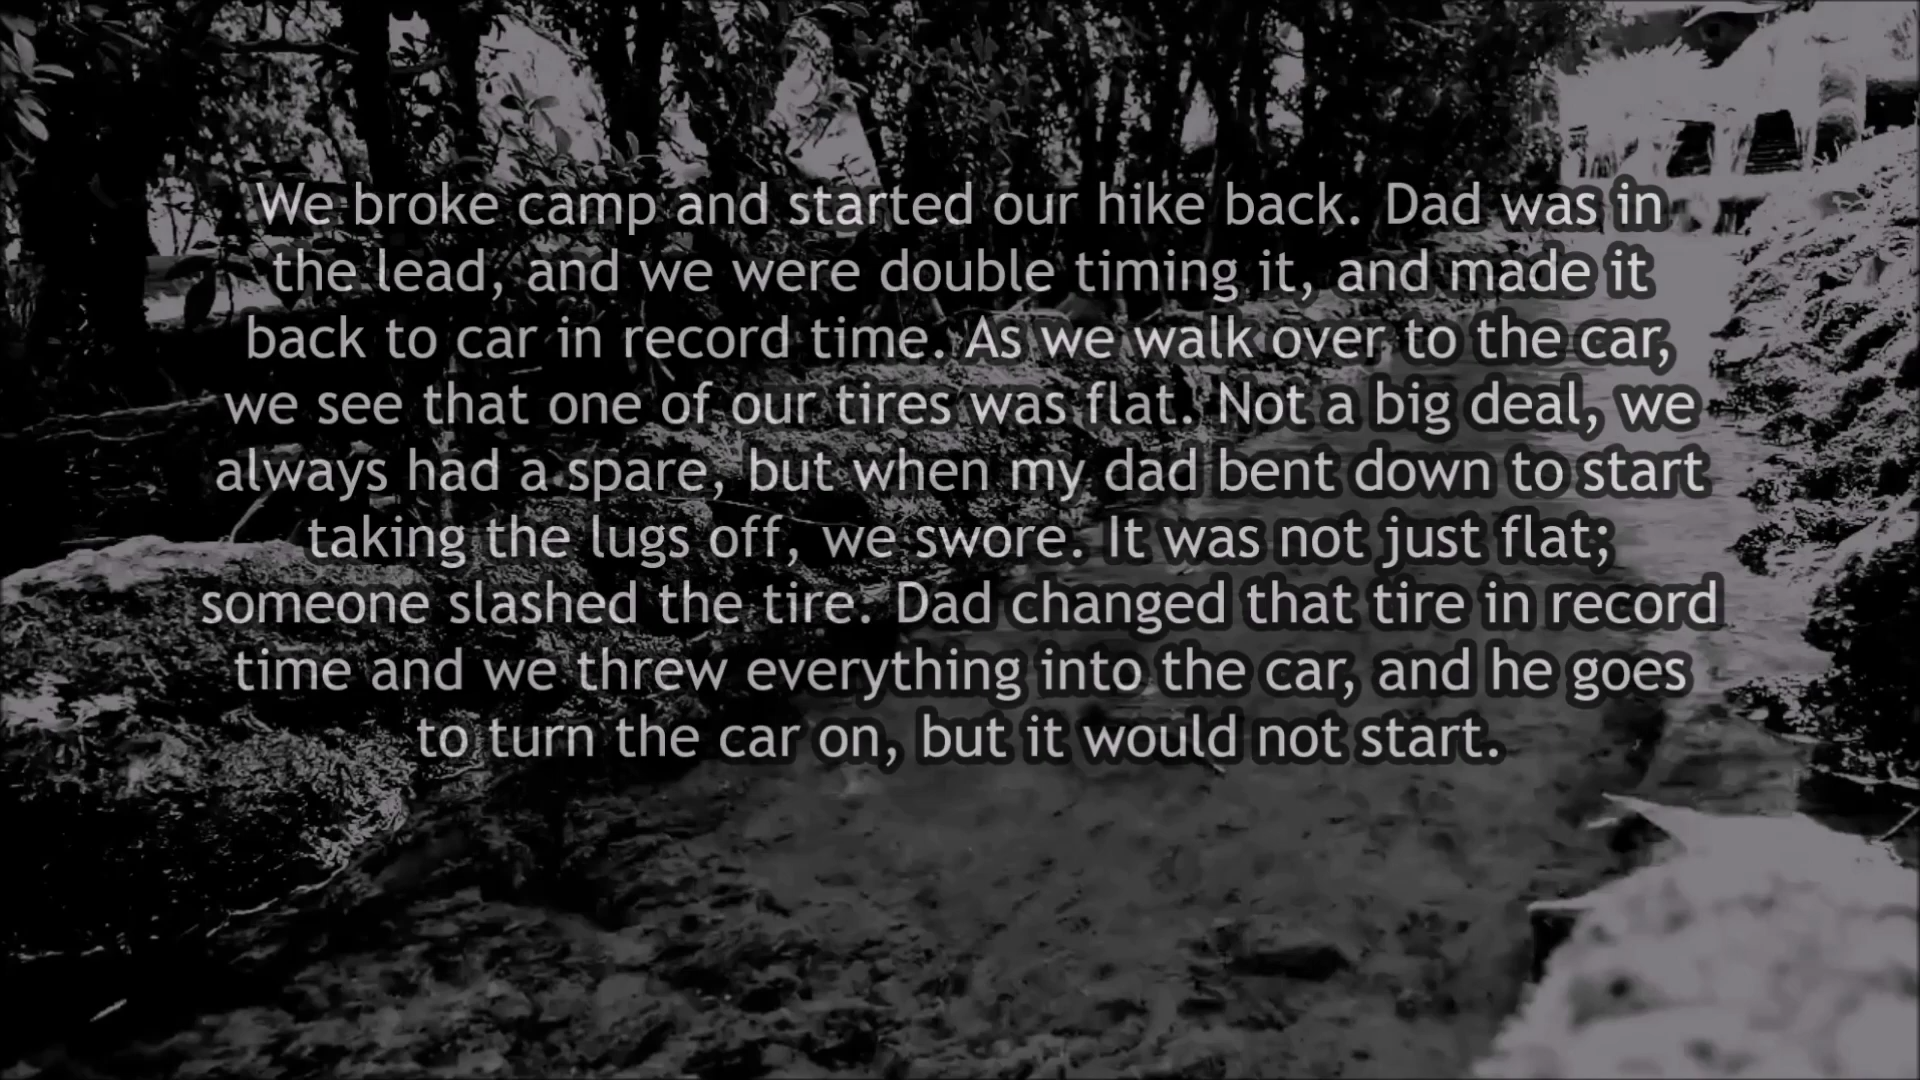 We broke camp and started our hike back. Dad was in
the lead, and we were double timing it, and made it
back to car in record time. As we walk over to the car,
we see that one of our tires was flat. Not a big deal, we
always had a spare, but when my dad bent down to start
taking the lugs off, we swore. It was not just flat;
someone slashed the tire. Dad changed that tire in record
time and we threw everything into the car, and he goes
to turn the car on, but it would not start.